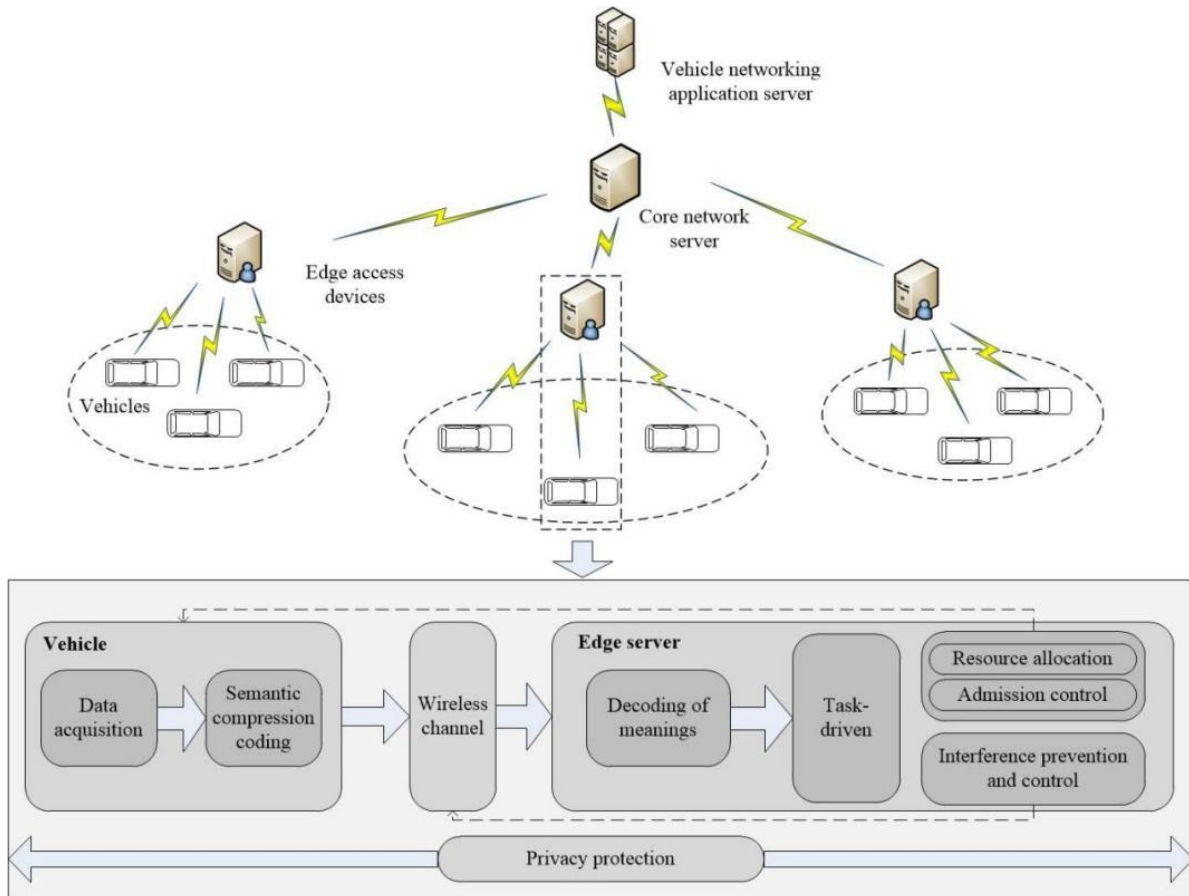 Vehicle networking
application server
Core network
server
Edge access
devices
Vehicles
Vehicle
Data
acquisition
Semantic
compression
coding
Wireless
channel
Edge server
Decoding of
meanings
Task-
driven
Resource allocation
Admission control
Interference prevention
and control
Privacy protection